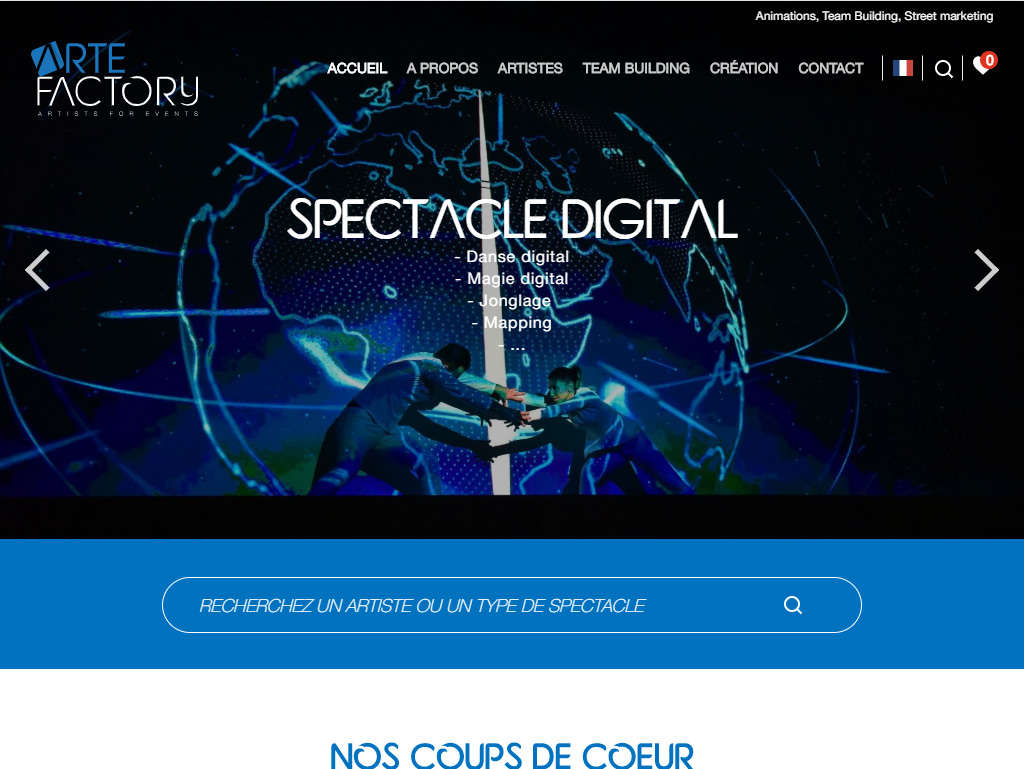 Animations, Team Building, Street marketing
ARTE
FACTORY
ARTISTS FOR EVENTS
ACCUEIL A PROPOS ARTISTES TEAM BUILDING CRÉATION CONTACT
0
SPECTACLE DIGITAL
- Danse digital
- Magie digital
- Jonglage
- Mapping
- ...
RECHERCHEZ UN ARTISTE OU UN TYPE DE SPECTACLE
NOS COUPS DE COEUR